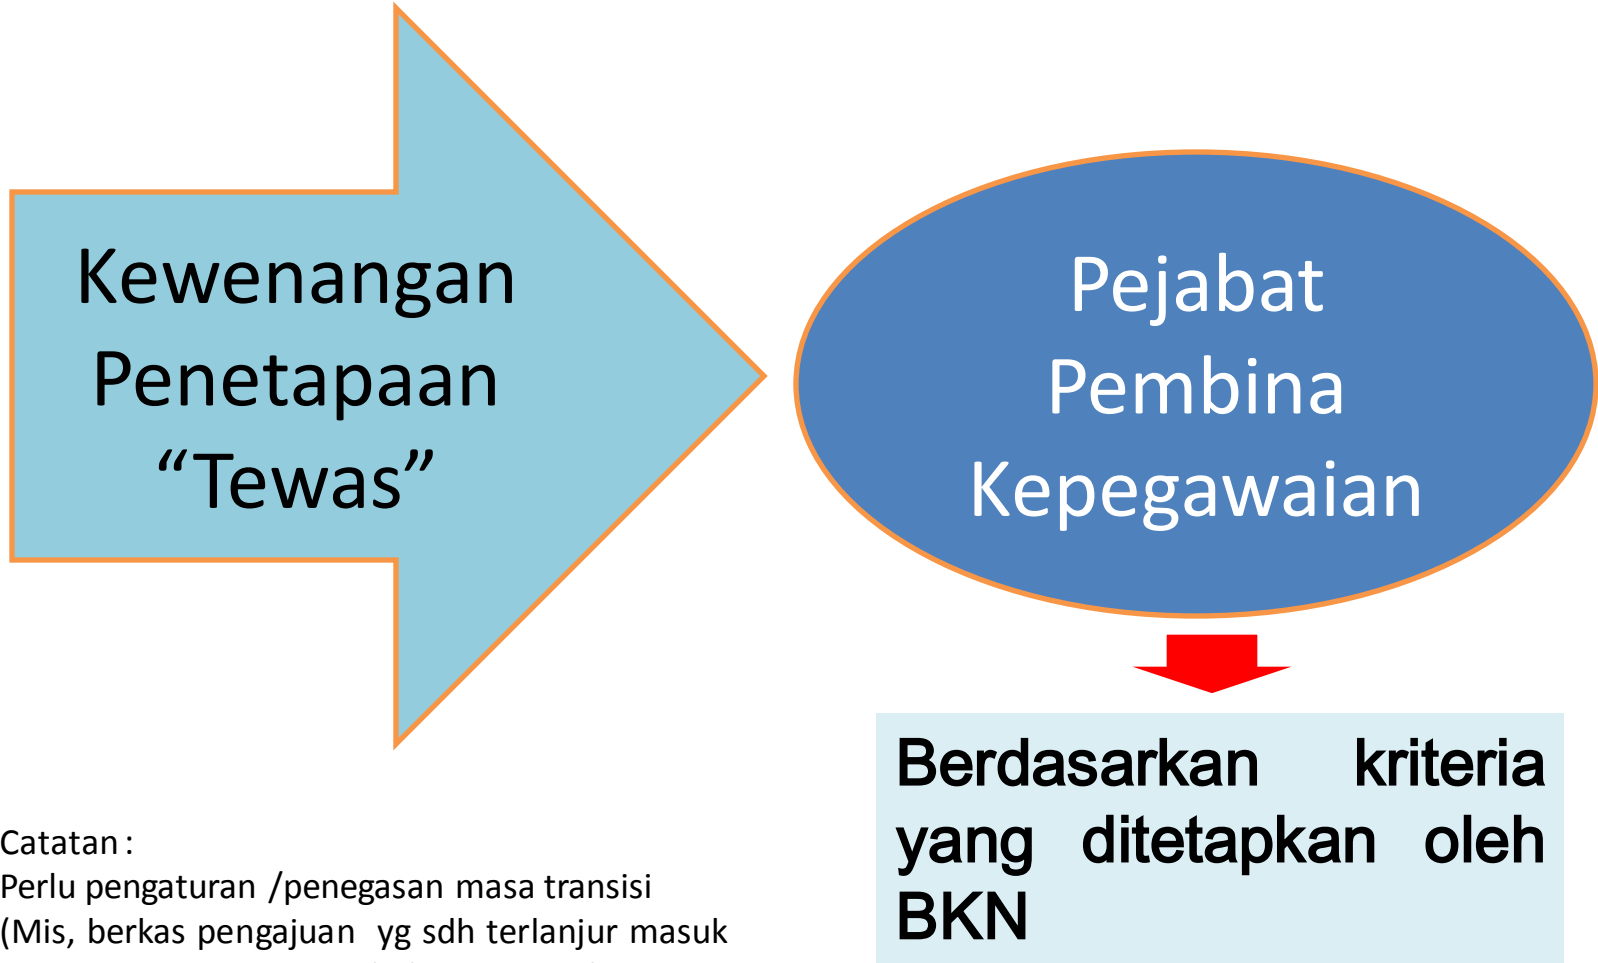 Kewenangan
Penetapaan
“Tewas”
Pejabat
Pembina
Kepegawaian
Berdasarkan kriteria
yang ditetapkan oleh
BKN
Catatan :
Perlu pengaturan /penegasan masa transisi
(Mis, berkas pengajuan yg sdh terlanjur masuk